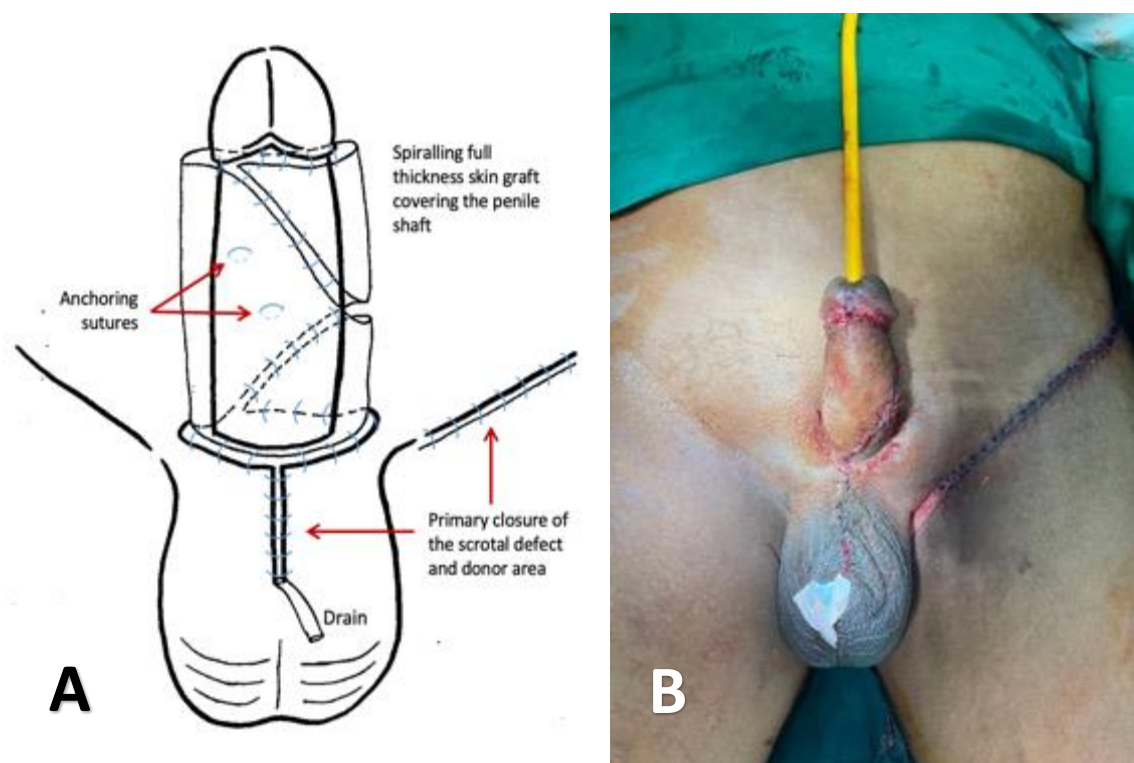 Spiralling full
thickness skin graft
covering the penile
shaft
Anchoring
sutures
Primary closure of
the scrotal defect
and donor area
Drain
A
B